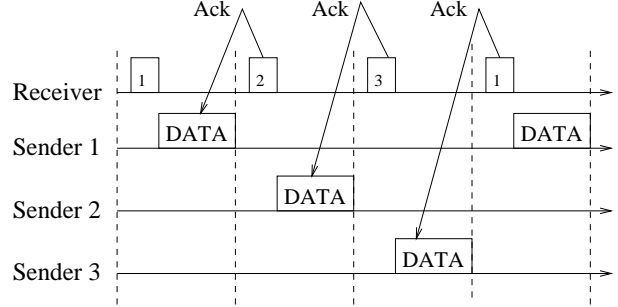 Ack Ack Ack
1 2 3 1
Receiver
DATA DATA
Sender 1
DATA
Sender 2
DATA
Sender 3